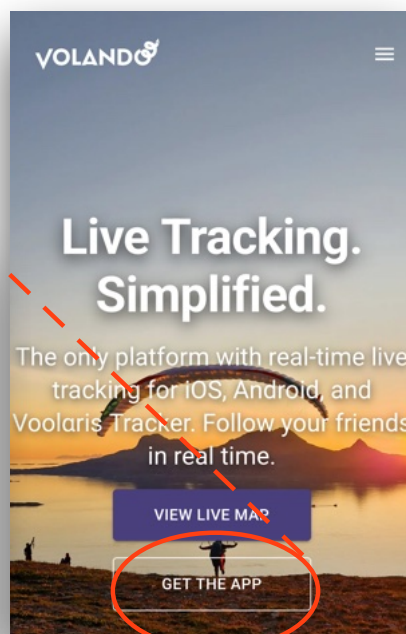 VOLANDOO
Live Tracking.
Simplified.
The only platform with real-time live
tracking for iOS, Android, and
Voolaris Tracker. Follow your friends
in real time.
VIEW LIVE MAP
GET THE APP